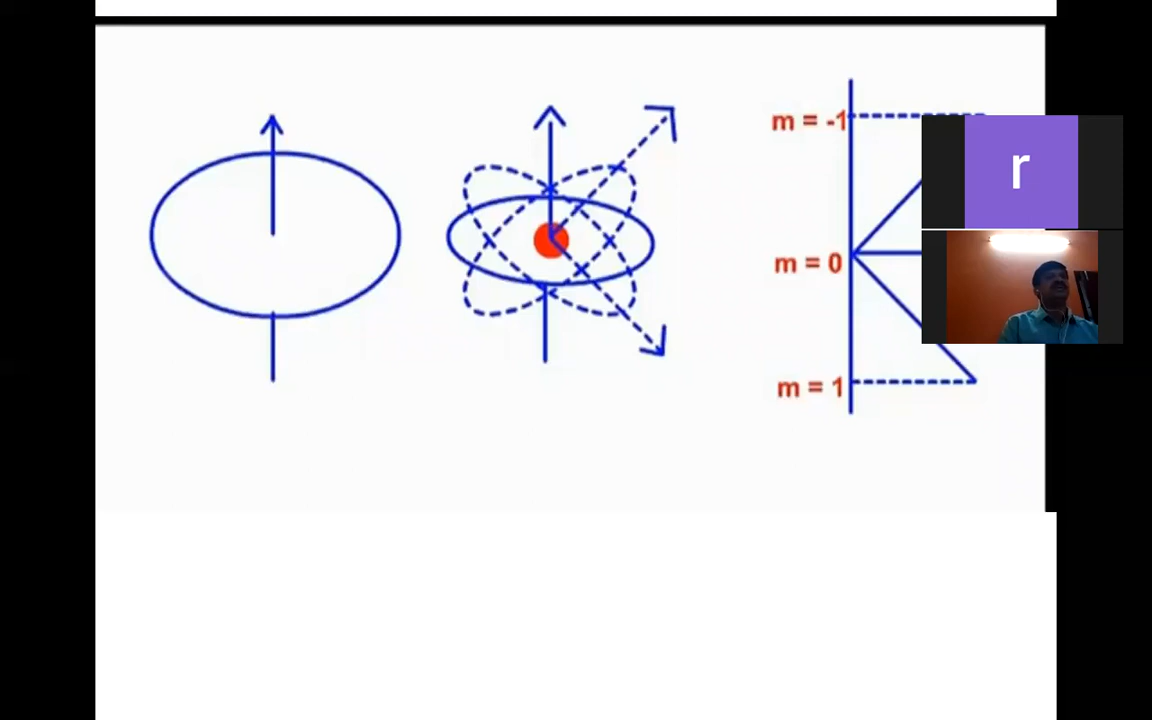 m = -1
r
m = 0
m = 1